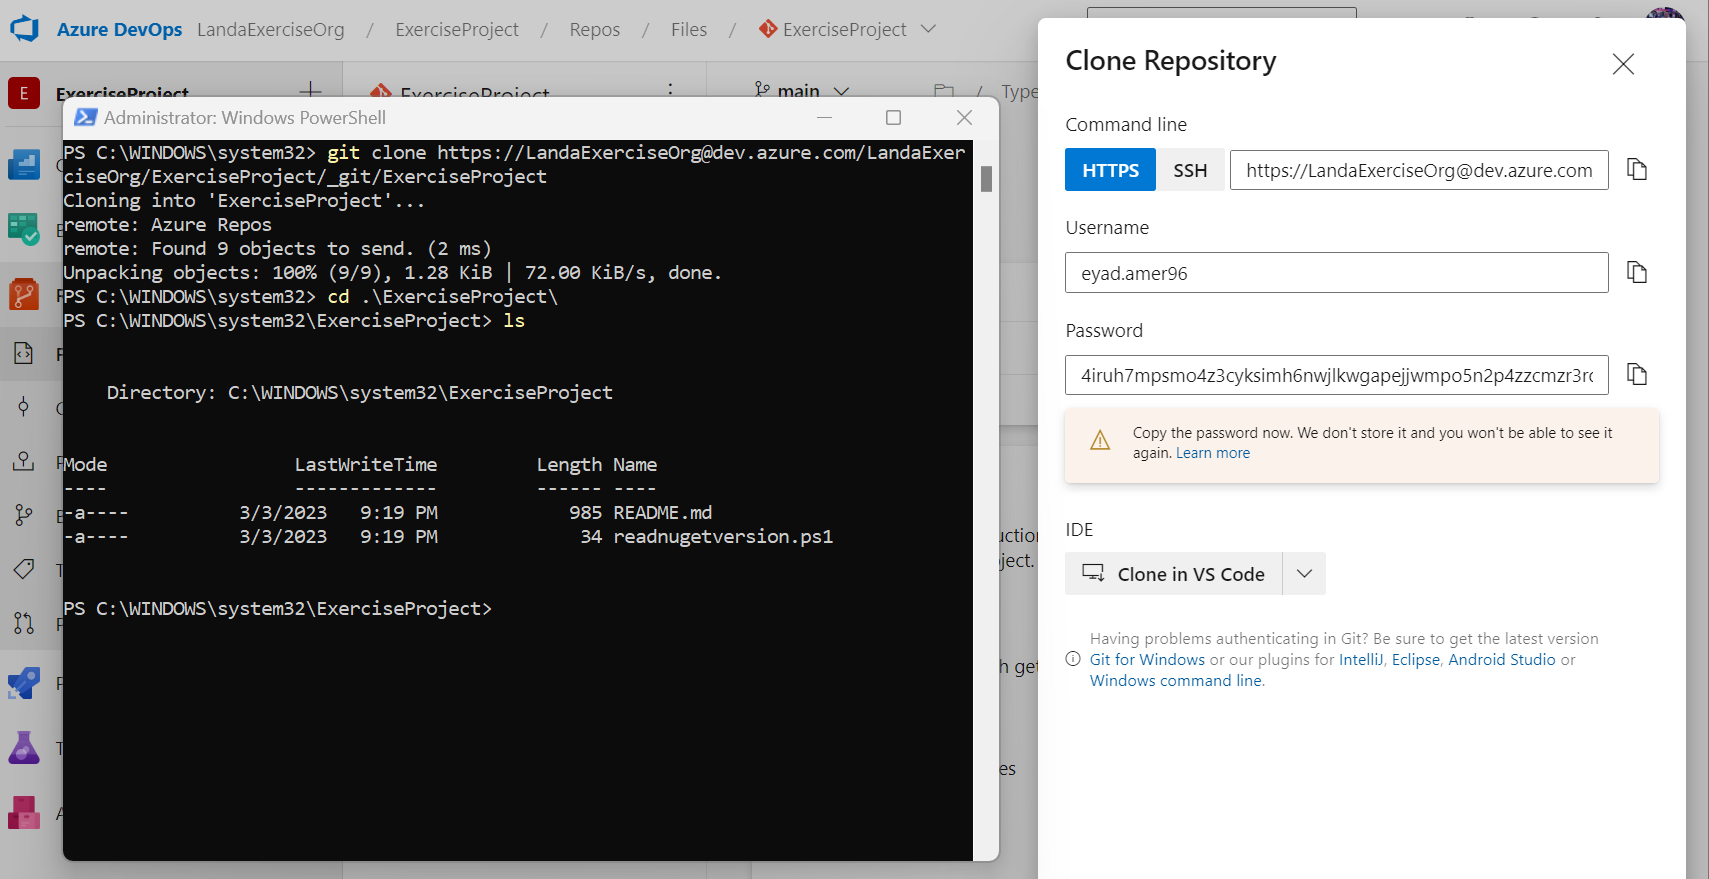 Azure DevOps LandaExerciseOrg / ExerciseProject / Repos / Files / ExerciseProject
E ExerciseProject +
ExerciseProject
main
/ Type
Administrator: Windows PowerShell
PS C:\WINDOWS\system32> git clone https://LandaExerciseOrg@dev.azure.com/LandaExer
ciseOrg/ExerciseProject/_git/ExerciseProject
Cloning into 'ExerciseProject'...
remote: Azure Repos
remote: Found 9 objects to send. (2 ms)
Unpacking objects: 100% (9/9), 1.28 KiB | 72.00 KiB/s, done.
PS C:\WINDOWS\system32> cd .\ExerciseProject\
PS C:\WINDOWS\system32\ExerciseProject> ls
Directory: C:\WINDOWS\system32\ExerciseProject
Mode LastWriteTime Length Name
---- ------------- ------ ----
-a---- 3/3/2023 9:19 PM 985 README.md
-a---- 3/3/2023 9:19 PM 34 readnugetversion.ps1
PS C:\WINDOWS\system32\ExerciseProject>
ject.
h get
es
Clone Repository
Command line
HTTPS SSH https://LandaExerciseOrg@dev.azure.com
Username
eyad.amer96
Password
4iruh7mpsmo4z3cyksimh6nwjlkwgapejjwmpo5n2p4zzcmzr3rc
Copy the password now. We don't store it and you won't be able to see it
again. Learn more
IDE
Clone in VS Code
Having problems authenticating in Git? Be sure to get the latest version
Git for Windows or our plugins for IntelliJ, Eclipse, Android Studio or
Windows command line.